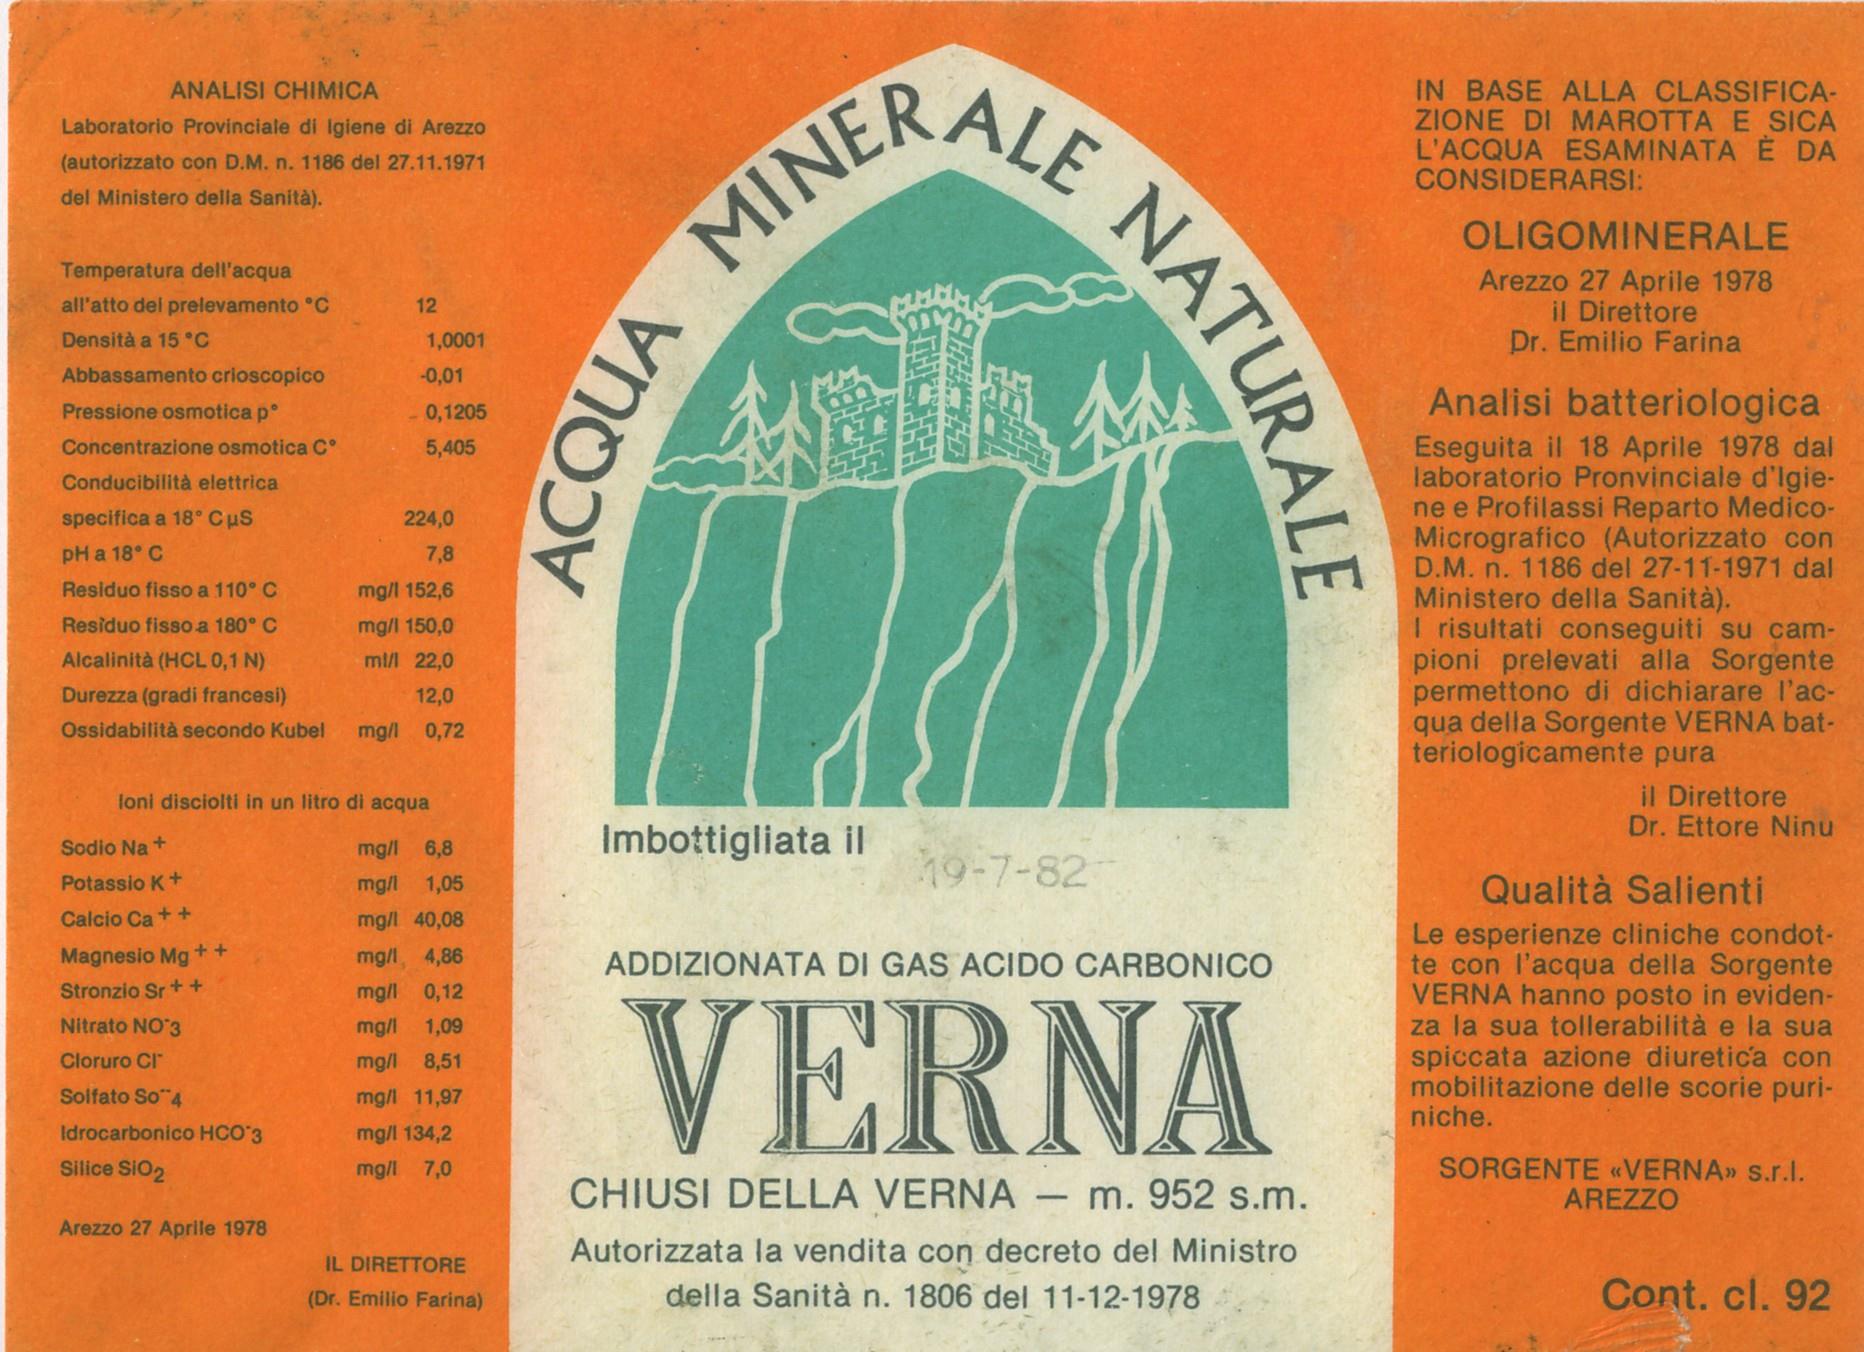 ANALISI CHIMICA
Laboratorio Provinciale di Igiene di Arezzo
(autorizzato con D.M. n. 1186 del 27.11.1971
del Ministero della Sanità).
Temperatura dell'acqua
all'atto del prelevamento °C 12
Densità a 15 °C 1,0001
Abbassamento crioscopico -0,01
Pressione osmotica p° 0,1205
Concentrazione osmotica C° 5,405
Conducibilità elettrica
specifica a 18° C µS 224,0
pH a 18° C 7,8
Residuo fisso a 110° C mg/l 152,6
Residuo fisso a 180° C mg/l 150,0
Alcalinità (HCL 0,1 N) ml/l 22,0
Durezza (gradi francesi) 12,0
Ossidabilità secondo Kubel mg/l 0,72
Ioni disciolti in un litro di acqua
Sodio Na+ mg/l 6,8
Potassio K+ mg/l 1,05
Calcio Ca++ mg/l 40,08
Magnesio Mg++ mg/l 4,86
Stronzio Sr++ mg/l 0,12
Nitrato NO-3 mg/l 1,09
Cloruro Cl- mg/l 8,51
Solfato So--4 mg/l 11,97
Idrocarbonico HCO-3 mg/l 134,2
Silice SiO2 mg/l 7,0
Arezzo 27 Aprile 1978
IL DIRETTORE
(Dr. Emilio Farina)
ACQUA MINERALE NATURALE
Imbottigliata il
19-7-82
ADDIZIONATA DI GAS ACIDO CARBONICO
VERNA
CHIUSI DELLA VERNA — m. 952 s.m.
Autorizzata la vendita con decreto del Ministro
della Sanità n. 1806 del 11-12-1978
IN BASE ALLA CLASSIFICA-
ZIONE DI MAROTTA E SICA
L'ACQUA ESAMINATA È DA
CONSIDERARSI:
OLIGOMINERALE
Arezzo 27 Aprile 1978
il Direttore
Dr. Emilio Farina
Analisi batteriologica
Eseguita il 18 Aprile 1978 dal
laboratorio Pronvinciale d'Igie-
ne e Profilassi Reparto Medico-
Micrografico (Autorizzato con
D.M. n. 1186 del 27-11-1971 dal
Ministero della Sanità).
I risultati conseguiti su cam-
pioni prelevati alla Sorgente
permettono di dichiarare l'ac-
qua della Sorgente VERNA bat-
teriologicamente pura
il Direttore
Dr. Ettore Ninu
Qualità Salienti
Le esperienze cliniche condot-
te con l'acqua della Sorgente
VERNA hanno posto in eviden-
za la sua tollerabilità e la sua
spiccata azione diuretica con
mobilitazione delle scorie puri-
niche.
SORGENTE «VERNA» s.r.l.
AREZZO
Cont. cl. 92